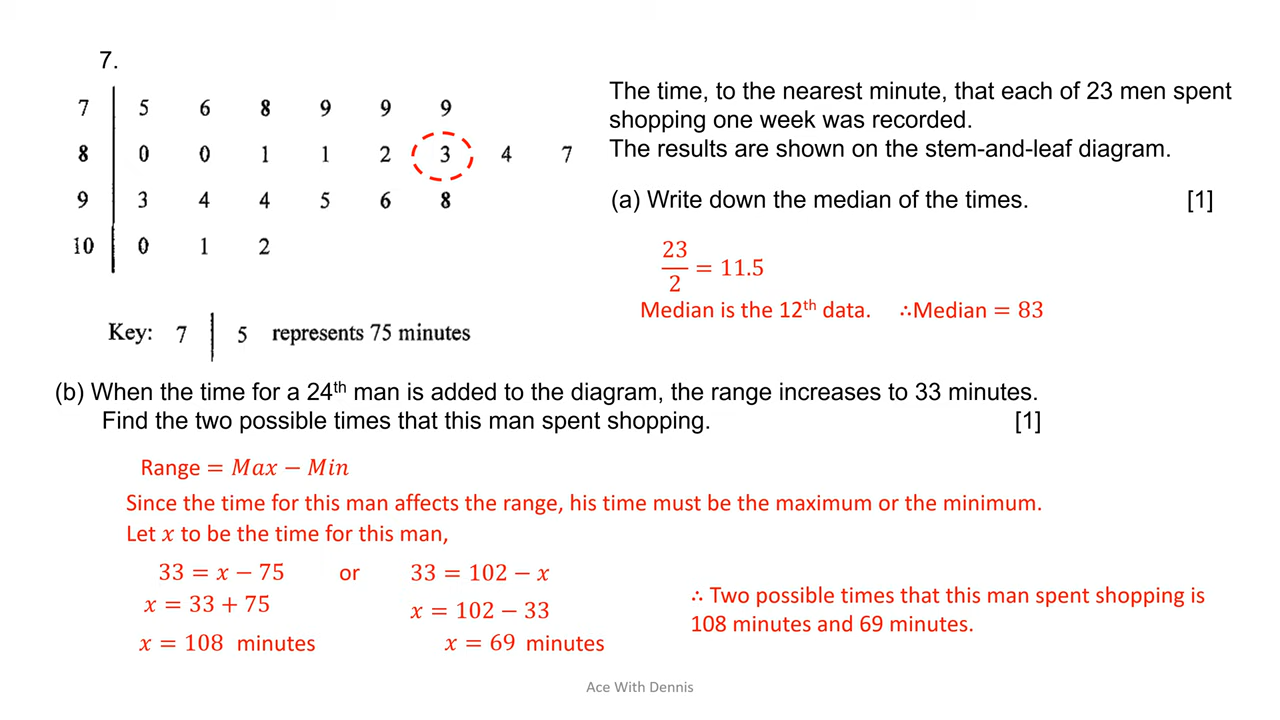 7.
7 | 5 6 8 9 9 9
8 | 0 0 1 1 2 3 4 7
9 | 3 4 4 5 6 8
10 | 0 1 2
Key: 7 | 5 represents 75 minutes
The time, to the nearest minute, that each of 23 men spent
shopping one week was recorded.
The results are shown on the stem-and-leaf diagram.
(a) Write down the median of the times. [1]
23/2 = 11.5
Median is the 12th data. ∴Median = 83
(b) When the time for a 24th man is added to the diagram, the range increases to 33 minutes.
Find the two possible times that this man spent shopping. [1]
Range = Max − Min
Since the time for this man affects the range, his time must be the maximum or the minimum.
Let x to be the time for this man,
33 = x − 75 or 33 = 102 − x
x = 33 + 75 x = 102 − 33
x = 108 minutes x = 69 minutes
∴ Two possible times that this man spent shopping is
108 minutes and 69 minutes.
Ace With Dennis